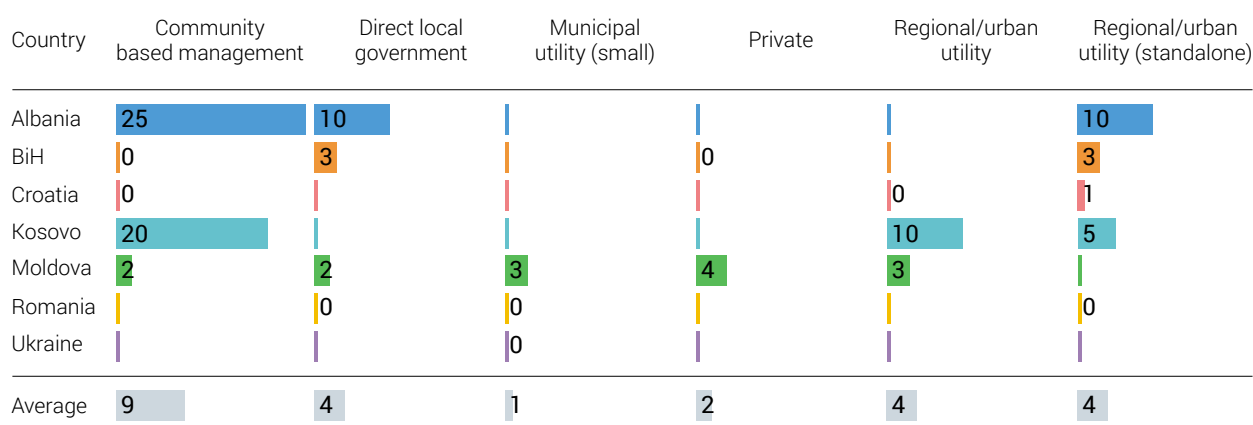 Country
Community
based management
Direct local
government
Municipal
utility (small)
Private
Regional/urban
utility
Regional/urban
utility (standalone)
Albania 25 10 10
BiH 0 3 0 3
Croatia 0 0 1
Kosovo 20 10 5
Moldova 2 2 3 4 3
Romania 0 0 0
Ukraine 0
Average 9 4 1 2 4 4